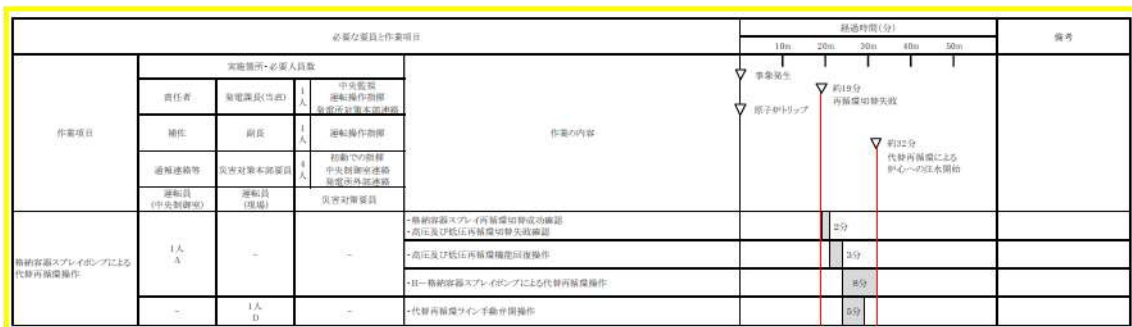 必要な要員と作業項目
経過時間(分)
備考
10m 20m 30m 40m 50m
作業項目
実施箇所・必要人員数
作業の内容
責任者
発電課長(当直)
1人
中央監視
運転操作指揮
発電所対策本部連絡
補佐
副長
1人
運転操作指揮
通報連絡等
災害対策本部要員
4人
初動での指揮
中央制御室連絡
発電所外部連絡
運転員
(中央制御室)
運転員
(現場)
災害対策要員
事象発生
原子炉トリップ
約19分
再循環切替失敗
約32分
代替再循環による
炉心への注水開始
格納容器スプレイポンプによる
代替再循環操作
1人
A
-
-
・格納容器スプレイ再循環切替成功確認
・高圧及び低圧再循環切替失敗確認
2分
・高圧及び低圧再循環機能回復操作
3分
・B-格納容器スプレイポンプによる代替再循環操作
8分
-
1人
D
-
・代替再循環ライン手動弁開操作
5分